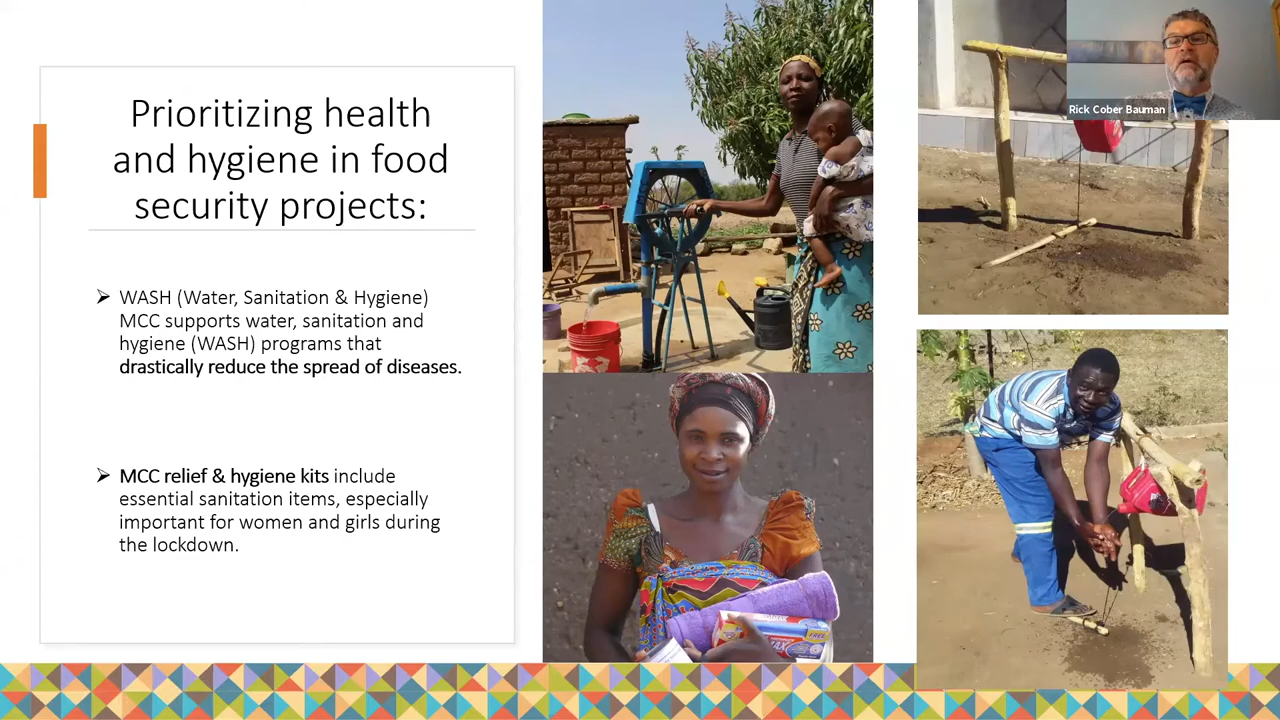 Prioritizing health
and hygiene in food
security projects:
WASH (Water, Sanitation & Hygiene)
MCC supports water, sanitation and
hygiene (WASH) programs that
drastically reduce the spread of diseases.
MCC relief & hygiene kits include
essential sanitation items, especially
important for women and girls during
the lockdown.
Rick Cober Bauman
FREE